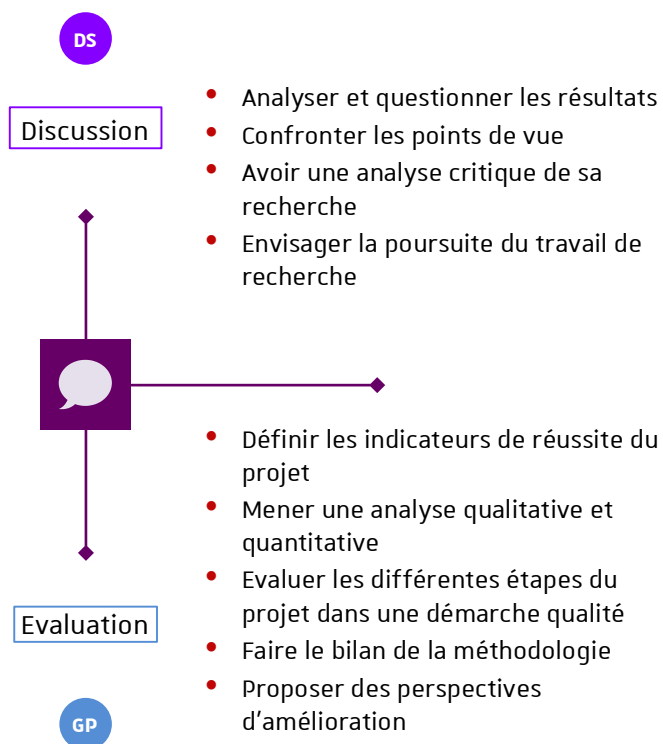 DS
Discussion
• Analyser et questionner les résultats
• Confronter les points de vue
• Avoir une analyse critique de sa
recherche
• Envisager la poursuite du travail de
recherche
• Définir les indicateurs de réussite du
projet
• Mener une analyse qualitative et
quantitative
• Evaluer les différentes étapes du
projet dans une démarche qualité
• Faire le bilan de la méthodologie
• Proposer des perspectives
d'amélioration
Evaluation
GP